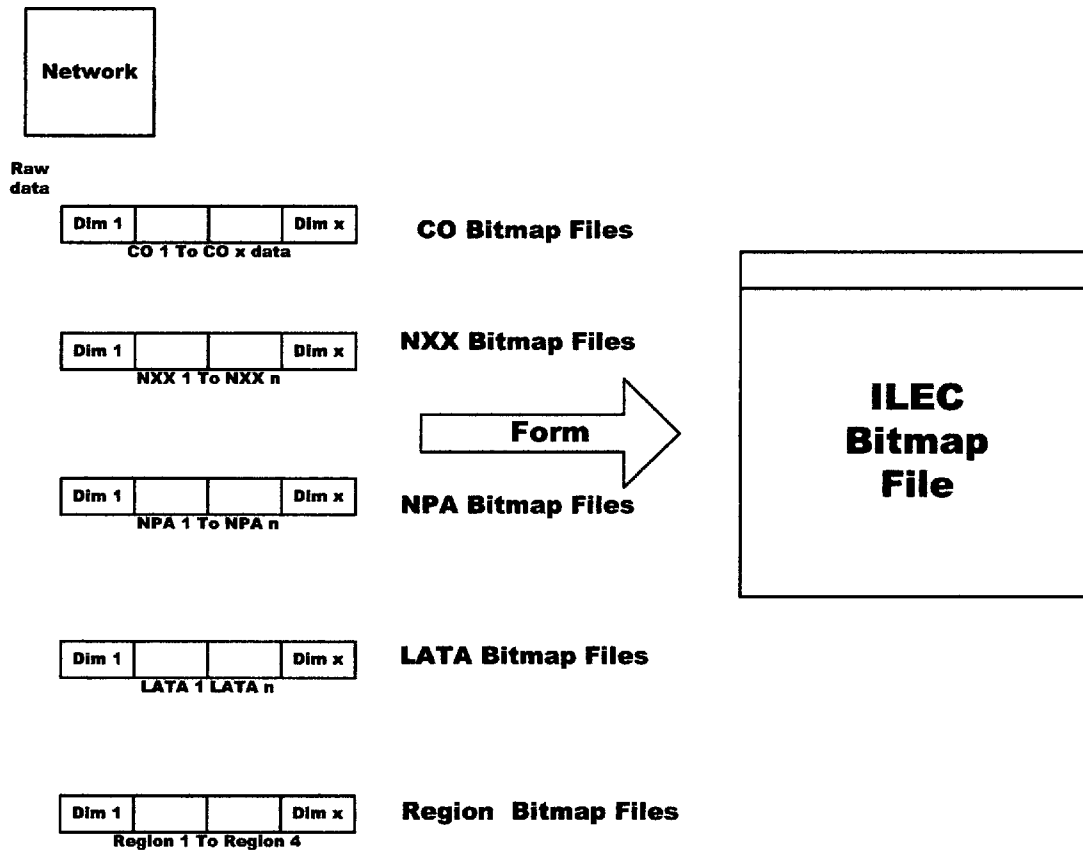 Network
Raw
data
Dim 1 Dim x
CO 1 To CO x data
CO Bitmap Files
Dim 1 Dim x
NXX 1 To NXX n
NXX Bitmap Files
Form
ILEC
Bitmap
File
Dim 1 Dim x
NPA 1 To NPA n
NPA Bitmap Files
Dim 1 Dim x
LATA 1 LATA n
LATA Bitmap Files
Dim 1 Dim x
Region 1 To Region 4
Region Bitmap Files